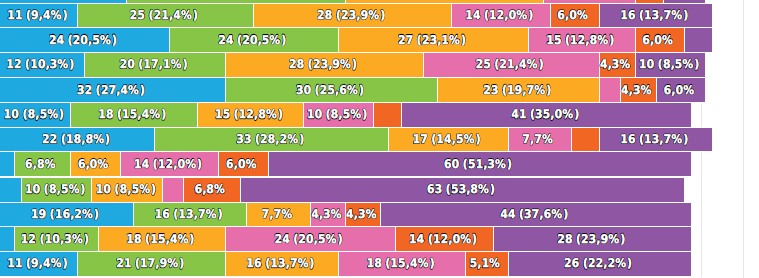 11 (9,4%) 25 (21,4%) 28 (23,9%) 14 (12,0%) 6,0% 16 (13,7%)
24 (20,5%) 24 (20,5%) 27 (23,1%) 15 (12,8%) 6,0%
12 (10,3%) 20 (17,1%) 28 (23,9%) 25 (21,4%) 4,3% 10 (8,5%)
32 (27,4%) 30 (25,6%) 23 (19,7%) 4,3% 6,0%
10 (8,5%) 18 (15,4%) 15 (12,8%) 10 (8,5%) 41 (35,0%)
22 (18,8%) 33 (28,2%) 17 (14,5%) 7,7% 16 (13,7%)
6,8% 6,0% 14 (12,0%) 6,0% 60 (51,3%)
10 (8,5%) 10 (8,5%) 6,8% 63 (53,8%)
19 (16,2%) 16 (13,7%) 7,7% 4,3% 4,3% 44 (37,6%)
12 (10,3%) 18 (15,4%) 24 (20,5%) 14 (12,0%) 28 (23,9%)
11 (9,4%) 21 (17,9%) 16 (13,7%) 18 (15,4%) 5,1% 26 (22,2%)